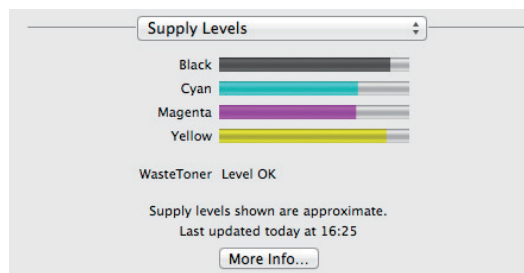 Supply Levels
Black
Cyan
Magenta
Yellow
WasteToner Level OK
Supply levels shown are approximate.
Last updated today at 16:25
More Info...